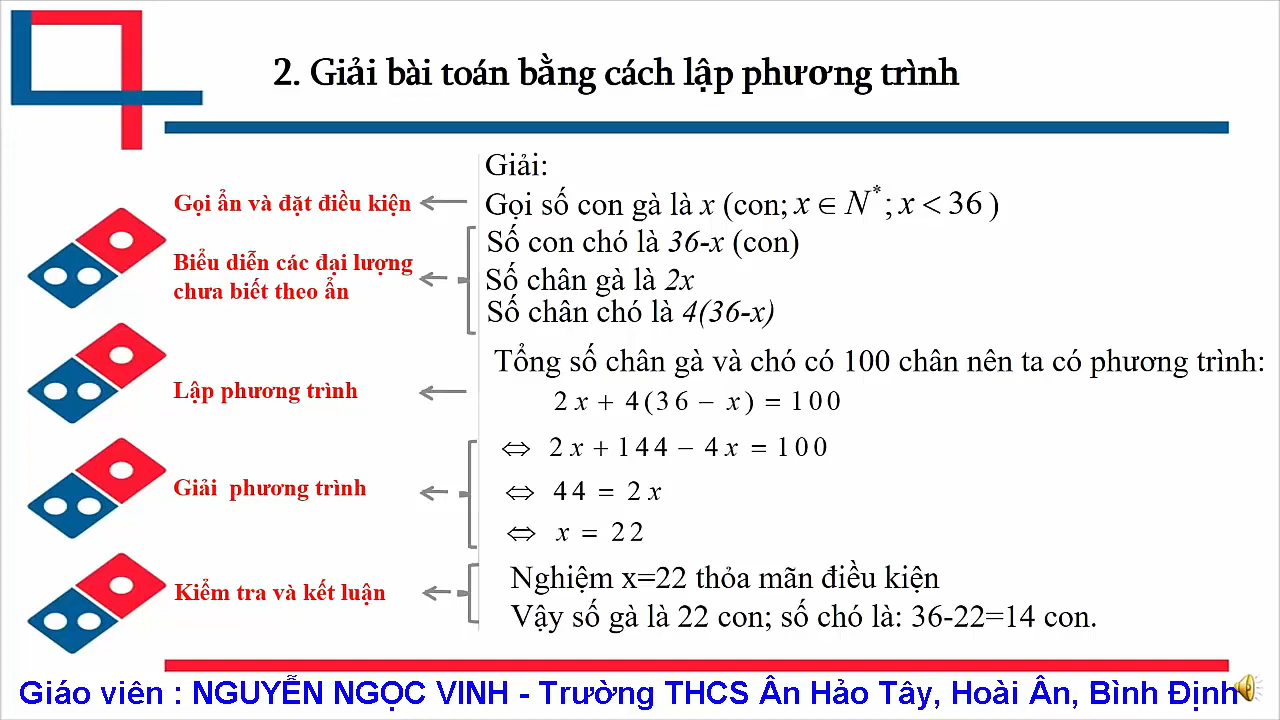 2. Giải bài toán bằng cách lập phương trình
Giải:
Gọi ẩn và đặt điều kiện
Gọi số con gà là x (con; x ∈ N*; x < 36 )
Số con chó là 36-x (con)
Biểu diễn các đại lượng
chưa biết theo ẩn
Số chân gà là 2x
Số chân chó là 4(36-x)
Tổng số chân gà và chó có 100 chân nên ta có phương trình:
Lập phương trình
2x + 4(36 − x) = 100
⇔ 2x + 144 − 4x = 100
Giải phương trình
⇔ 44 = 2x
⇔ x = 22
Kiểm tra và kết luận
Nghiệm x=22 thỏa mãn điều kiện
Vậy số gà là 22 con; số chó là: 36-22=14 con.
Giáo viên : NGUYỄN NGỌC VINH - Trường THCS Ân Hảo Tây, Hoài Ân, Bình Định